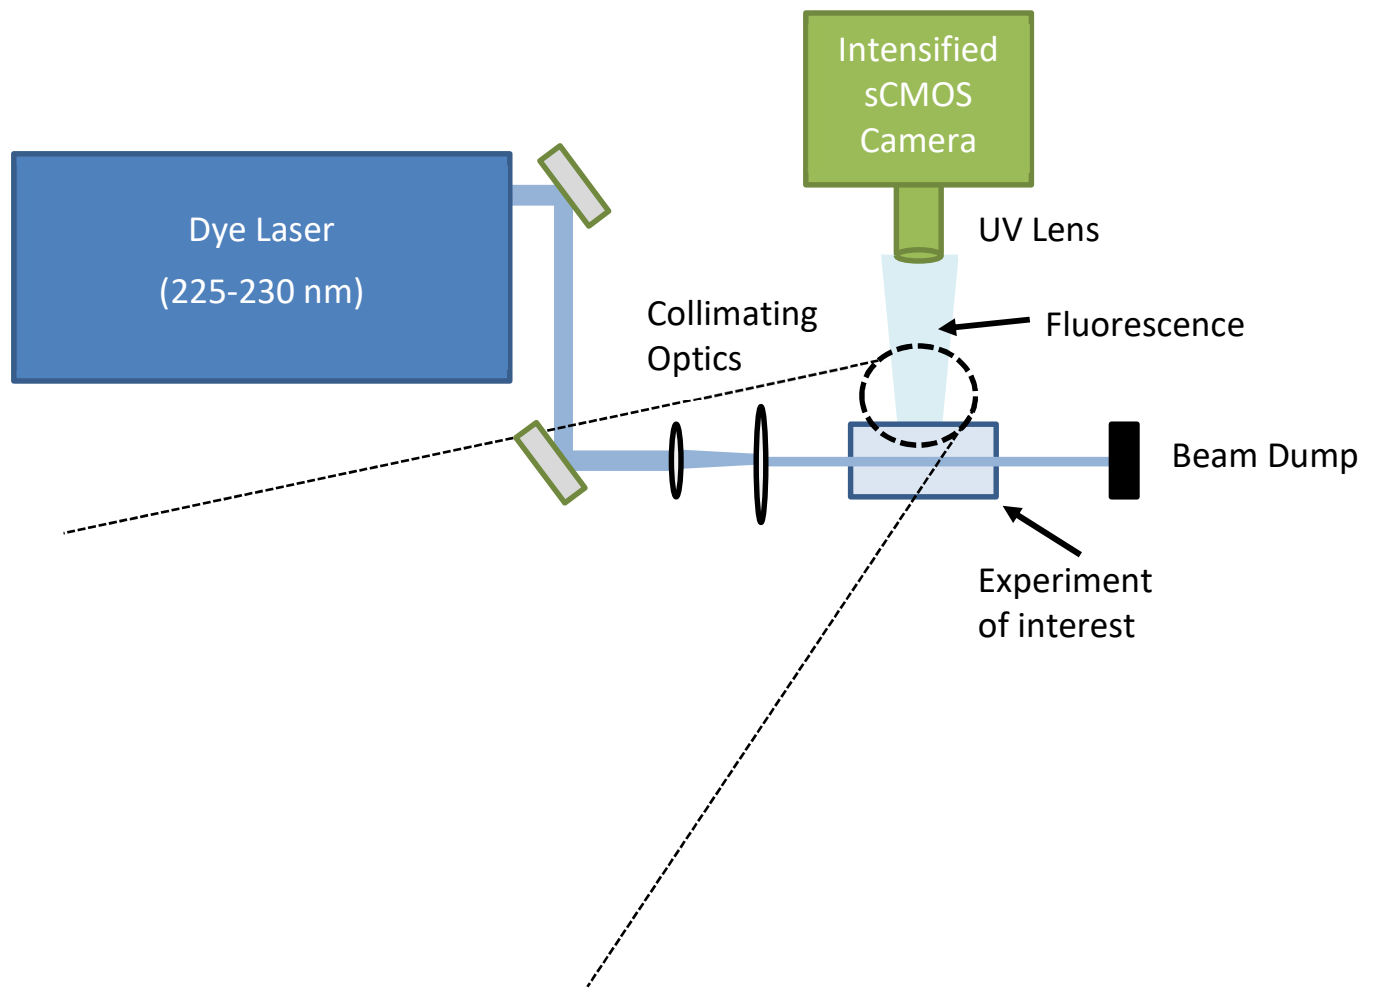 Intensified
sCMOS
Camera
Dye Laser
(225-230 nm)
UV Lens
Collimating
Optics
Fluorescence
Beam Dump
Experiment
of interest